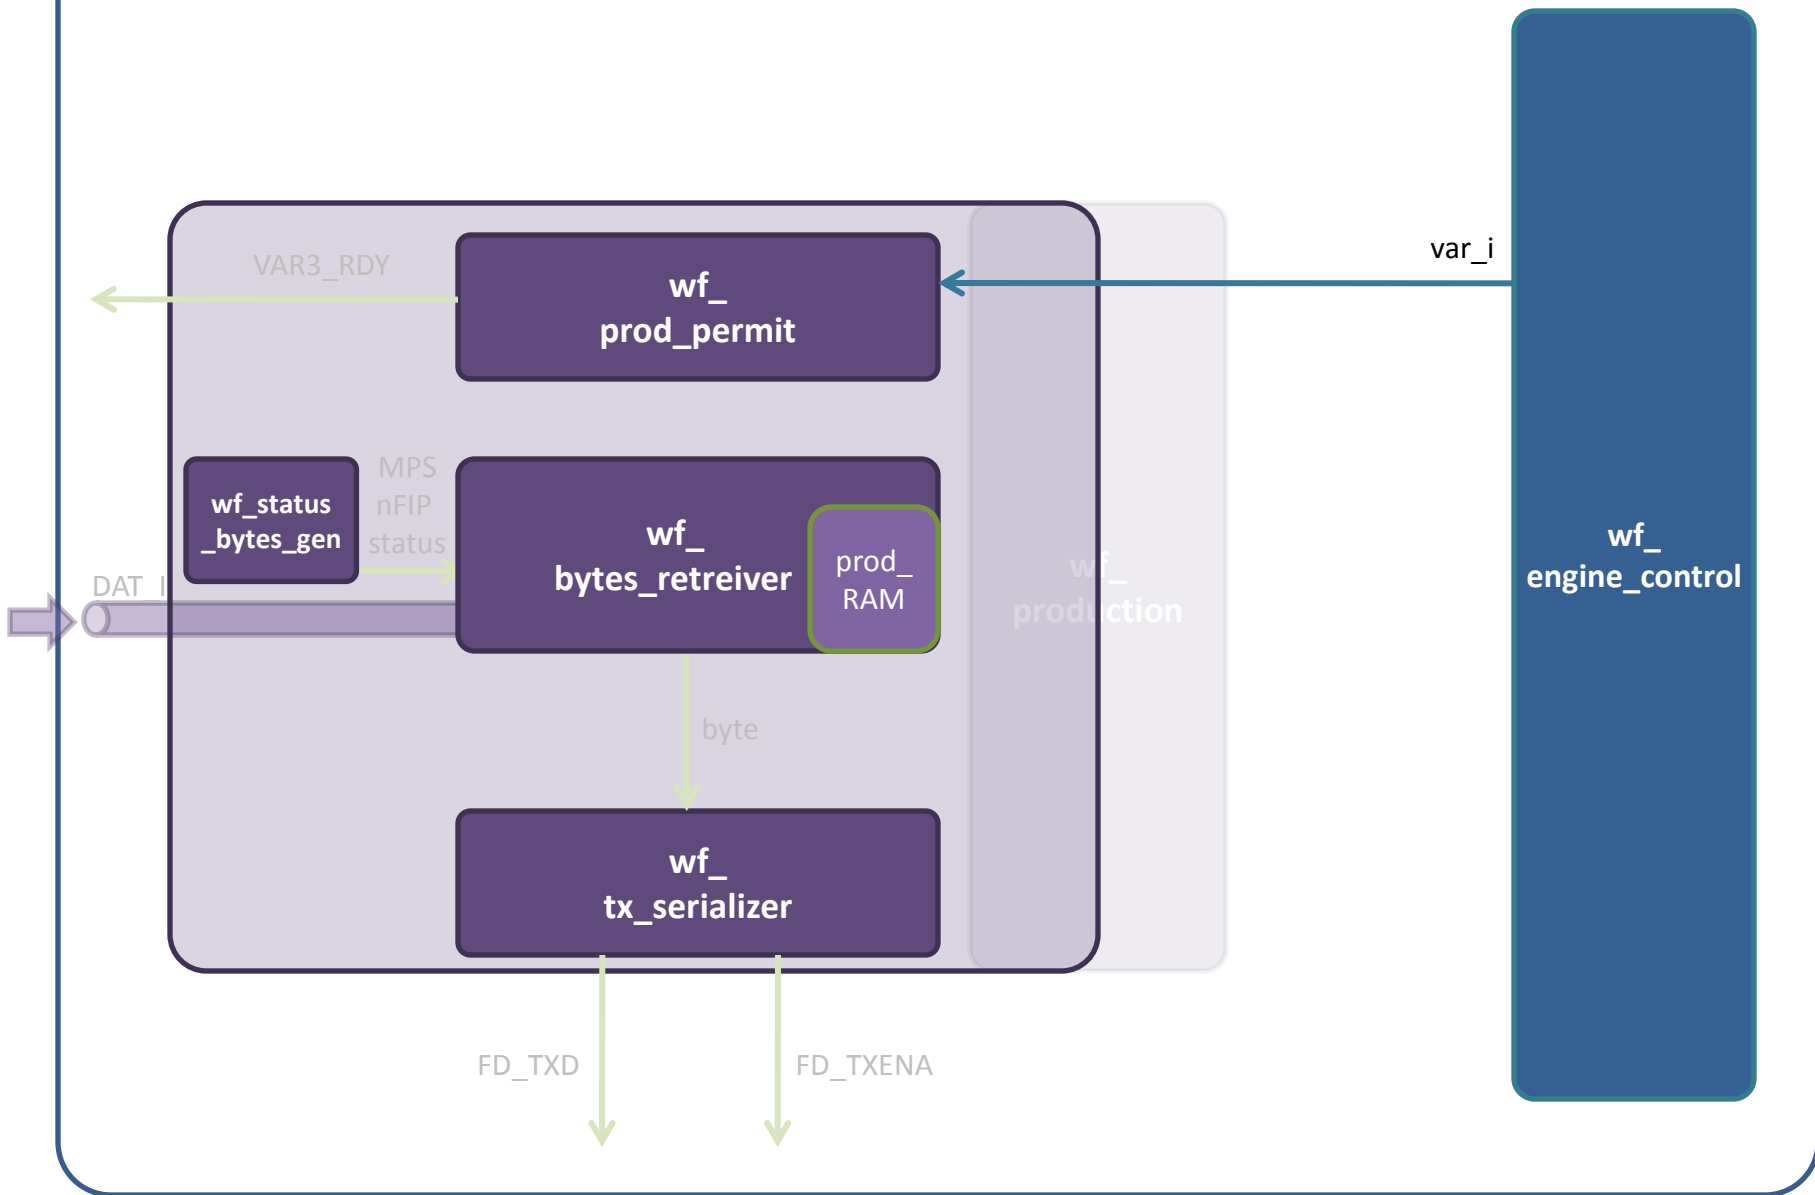 var_i
VAR3_RDY
wf_
prod_permit
MPS
nFIP
status
wf_status
_bytes_gen
wf_
bytes_retreiver
prod_
RAM
wf_
production
wf_
engine_control
DAT_I
byte
wf_
tx_serializer
FD_TXD
FD_TXENA